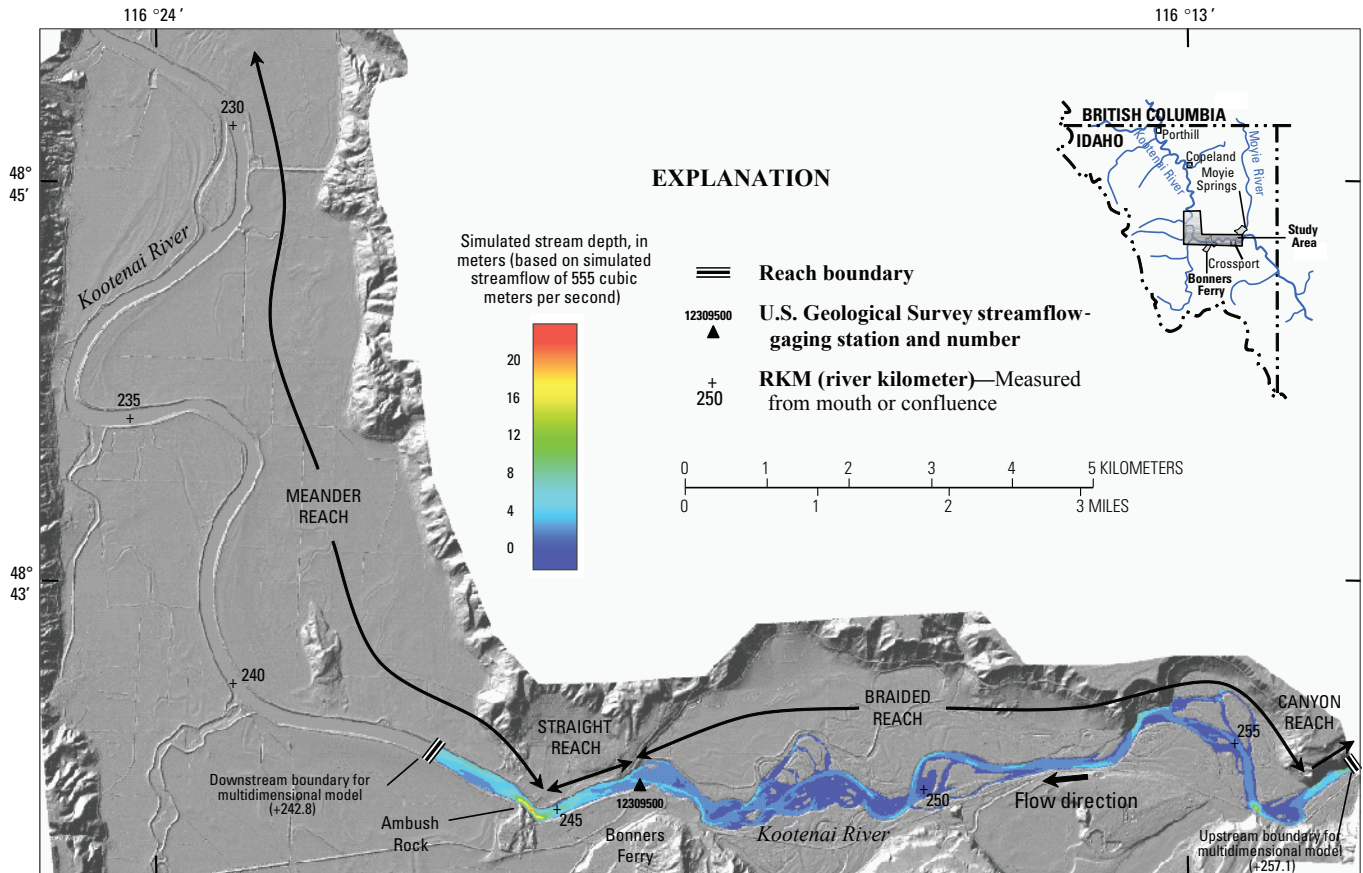 116 °24 '
116 °13 '
48°
45'
48°
43'
230
235
240
245
250
255
Kootenai River
MEANDER
REACH
STRAIGHT
REACH
BRAIDED
REACH
CANYON
REACH
EXPLANATION
Simulated stream depth, in
meters (based on simulated
streamflow of 555 cubic
meters per second)
20
16
12
8
4
0
Reach boundary
12309500
U.S. Geological Survey streamflow-
gaging station and number
250
RKM (river kilometer)—Measured
from mouth or confluence
0 1 2 3 4 5 KILOMETERS
0 1 2 3 MILES
BRITISH COLUMBIA
IDAHO
Porthill
Kootenai River
Copeland
Moyie
Springs
Moyie River
Study
Area
Crossport
Bonners
Ferry
Downstream boundary for
multidimensional model
(+242.8)
Ambush
Rock
12309500
Bonners
Ferry
Kootenai River
Flow direction
Upstream boundary for
multidimensional model
(+257.1)